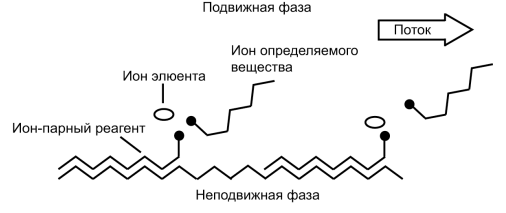 Подвижная фаза
Поток
Ион определяемого
вещества
Ион элюента
Ион-парный реагент
Неподвижная фаза